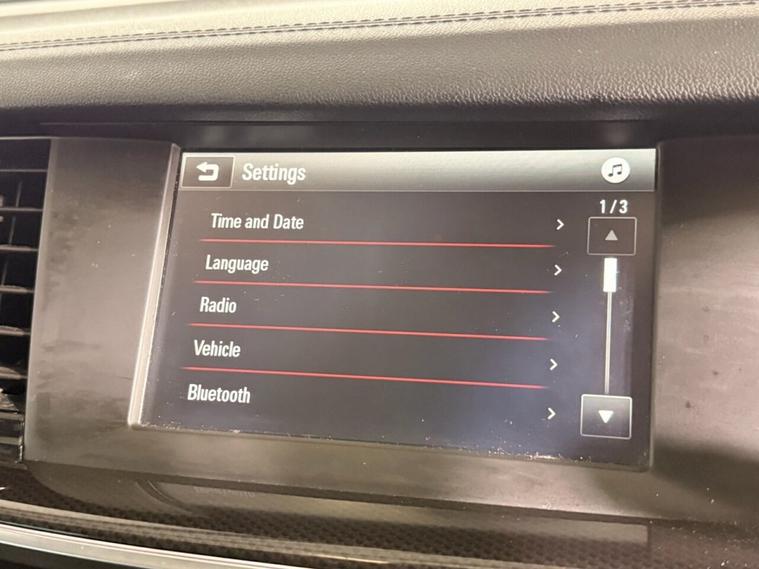 Settings
1/3
Time and Date
Language
Radio
Vehicle
Bluetooth